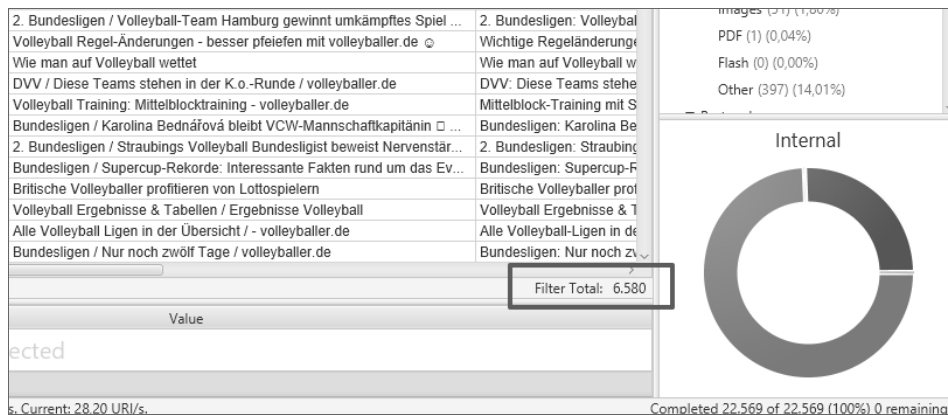 2. Bundesligen / Volleyball-Team Hamburg gewinnt umkämpftes Spiel ...
2. Bundesligen: Volleybal
Volleyball Regel-Änderungen - besser pfeiefen mit volleyballer.de ☺
Wichtige Regeländerunge
Wie man auf Volleyball wettet
Wie man auf Volleyball w
DVV / Diese Teams stehen in der K.o.-Runde / volleyballer.de
DVV: Diese Teams stehe
Volleyball Training: Mittelblocktraining - volleyballer.de
Mittelblock-Training mit S
Bundesligen / Karolina Bednářová bleibt VCW-Mannschaftkapitänin □ ...
Bundesligen: Karolina Be
2. Bundesligen / Straubings Volleyball Bundesligist beweist Nervenstär...
2. Bundesligen: Straubing
Bundesligen / Supercup-Rekorde: Interessante Fakten rund um das Ev...
Bundesligen: Supercup-R
Britische Volleyballer profitieren von Lottospielern
Britische Volleyballer prof
Volleyball Ergebnisse & Tabellen / Ergebnisse Volleyball
Volleyball Ergebnisse & T
Alle Volleyball Ligen in der Übersicht / - volleyballer.de
Alle Volleyball-Ligen in de
Bundesligen / Nur noch zwölf Tage / volleyballer.de
Bundesligen: Nur noch zw
Filter Total: 6.580
Value
ected
s. Current: 28.20 URI/s.
Images (51) (1,80%)
PDF (1) (0,04%)
Flash (0) (0,00%)
Other (397) (14,01%)
Internal
Completed 22.569 of 22.569 (100%) 0 remaining